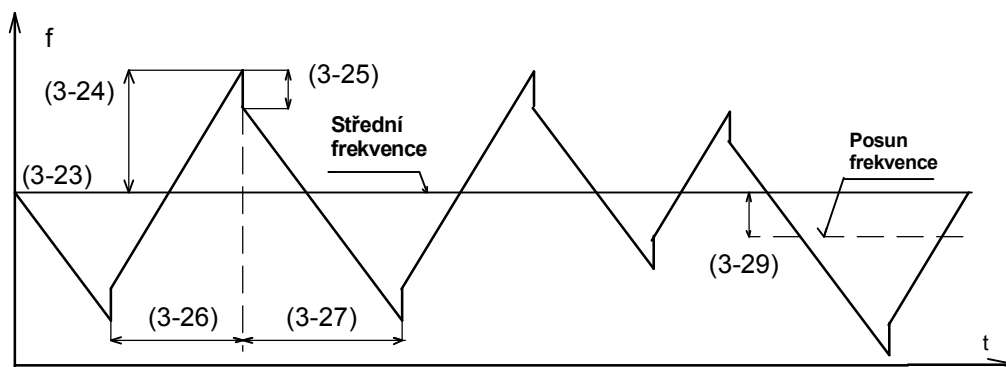 f
(3-25)
(3-24)
Střední
frekvence
Posun
frekvence
(3-23)
(3-29)
(3-26)
(3-27)
t